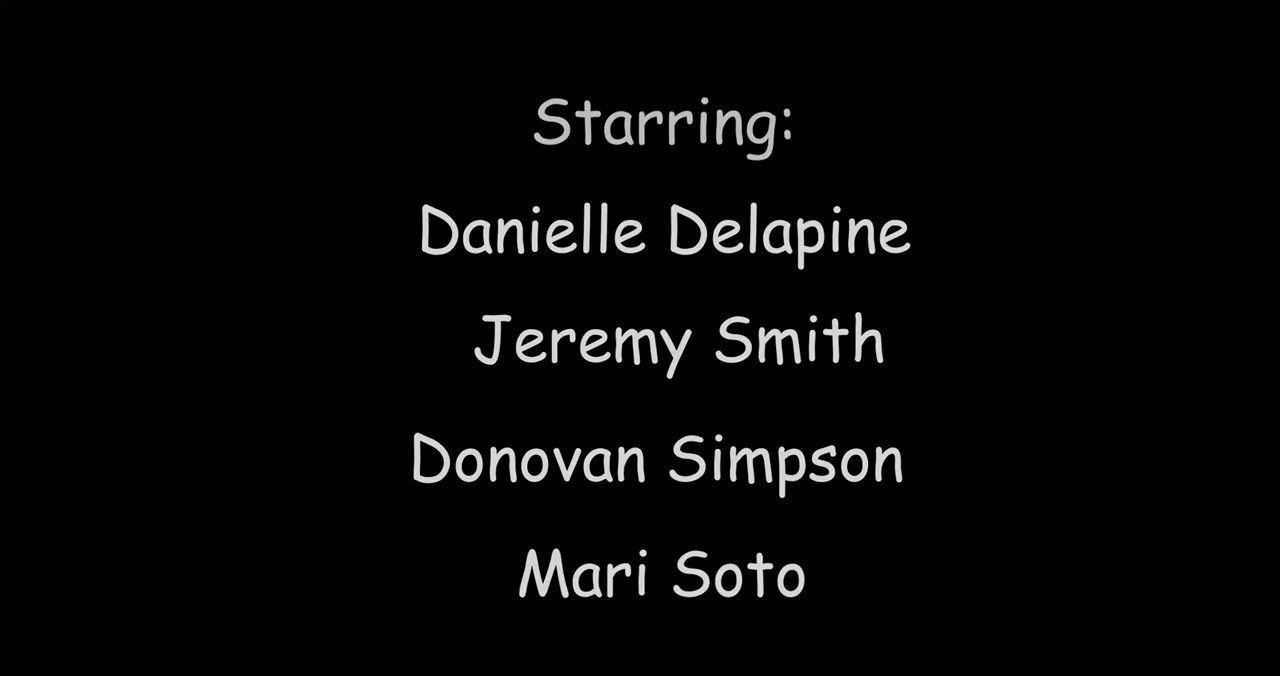 Starring:
Danielle Delapine
Jeremy Smith
Donovan Simpson
Mari Soto